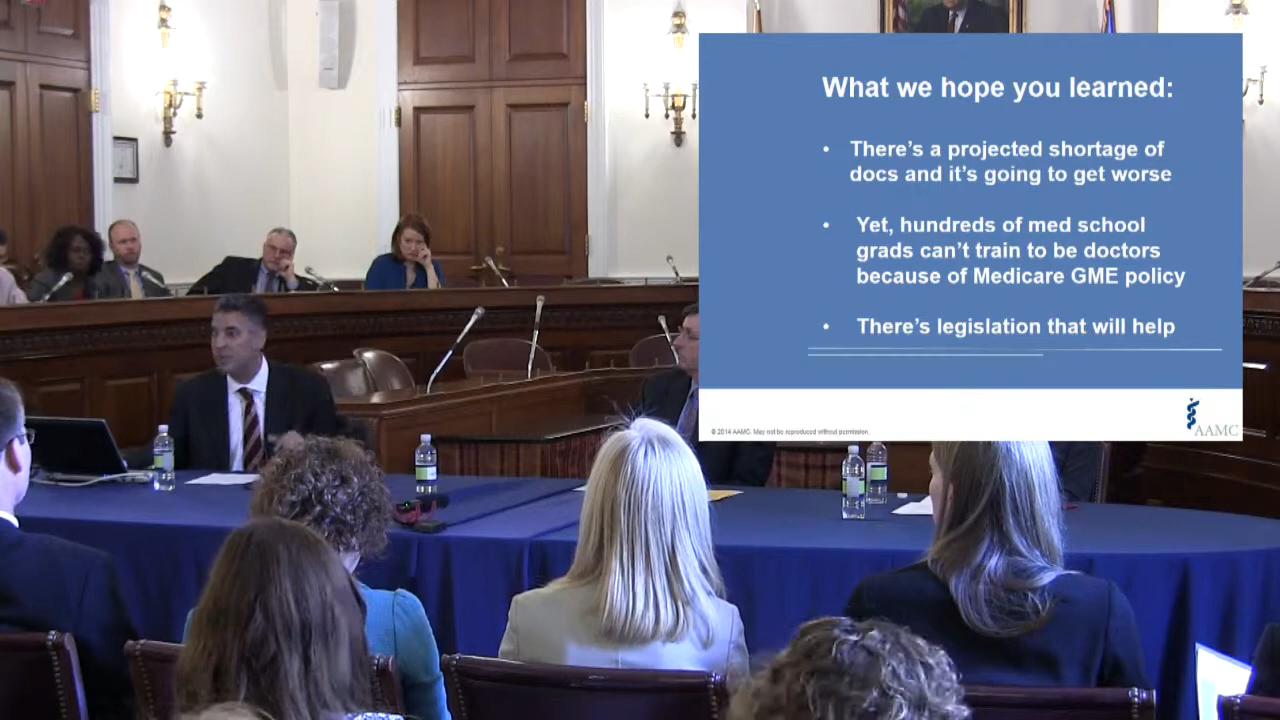 What we hope you learned:
• There's a projected shortage of
docs and it's going to get worse
• Yet, hundreds of med school
grads can't train to be doctors
because of Medicare GME policy
• There's legislation that will help
© 2014 AAMC. May not be reproduced without permission.
AAMC